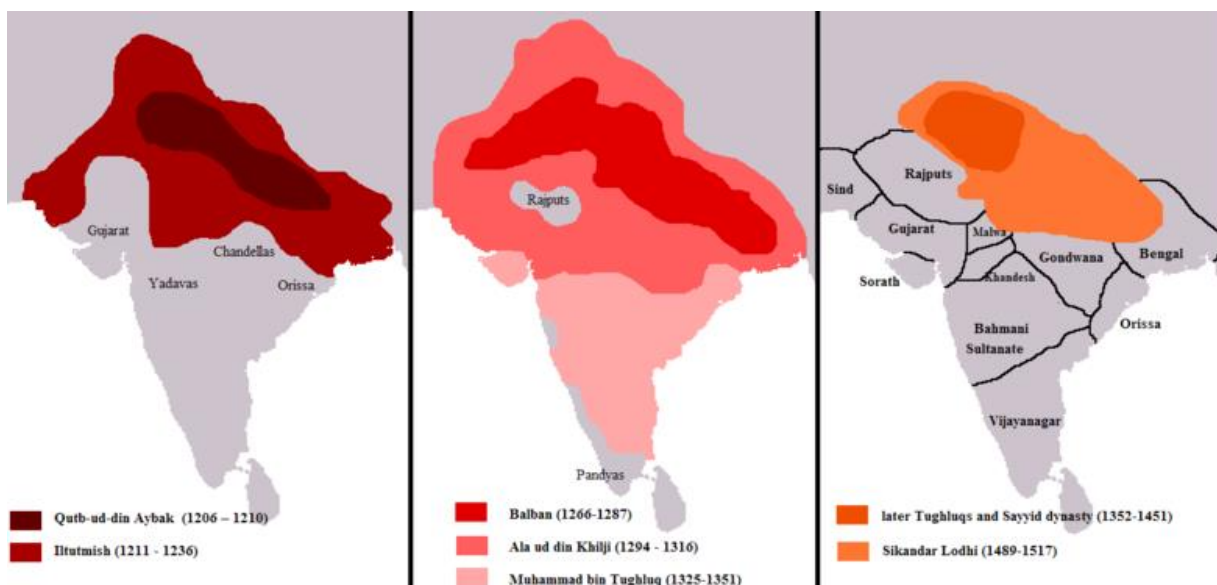 Gujarat
Chandellas
Yadavas
Orissa
Qutb-ud-din Aybak (1206 – 1210)
Iltutmish (1211 - 1236)
Rajputs
Pandyas
Balban (1266-1287)
Ala ud din Khilji (1294 - 1316)
Muhammad bin Tughluq (1325-1351)
Rajputs
Sind
Gujarat
Malwa
Gondwana
Bengal
Sorath
Khandesh
Orissa
Bahmani
Sultanate
Vijayanagar
later Tughluqs and Sayyid dynasty (1352-1451)
Sikandar Lodhi (1489-1517)